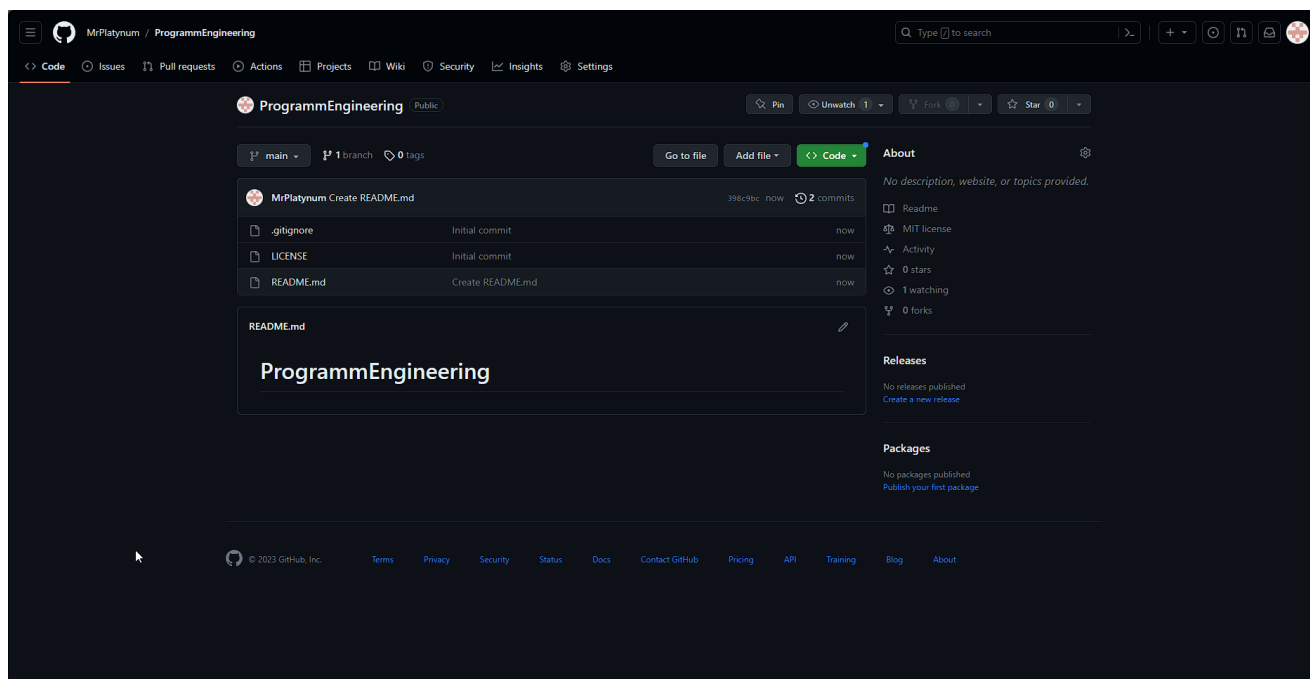 MrPlatynum / ProgrammEngineering
Type / to search
Code Issues Pull requests Actions Projects Wiki Security Insights Settings
ProgrammEngineering Public
Pin Unwatch 1 Fork 0 Star 0
main 1 branch 0 tags
Go to file Add file Code
MrPlatynum Create README.md 398c9bc now 2 commits
.gitignore Initial commit now
LICENSE Initial commit now
README.md Create README.md now
README.md
ProgrammEngineering
About
No description, website, or topics provided.
Readme
MIT license
Activity
0 stars
1 watching
0 forks
Releases
No releases published
Create a new release
Packages
No packages published
Publish your first package
© 2023 GitHub, Inc. Terms Privacy Security Status Docs Contact GitHub Pricing API Training Blog About